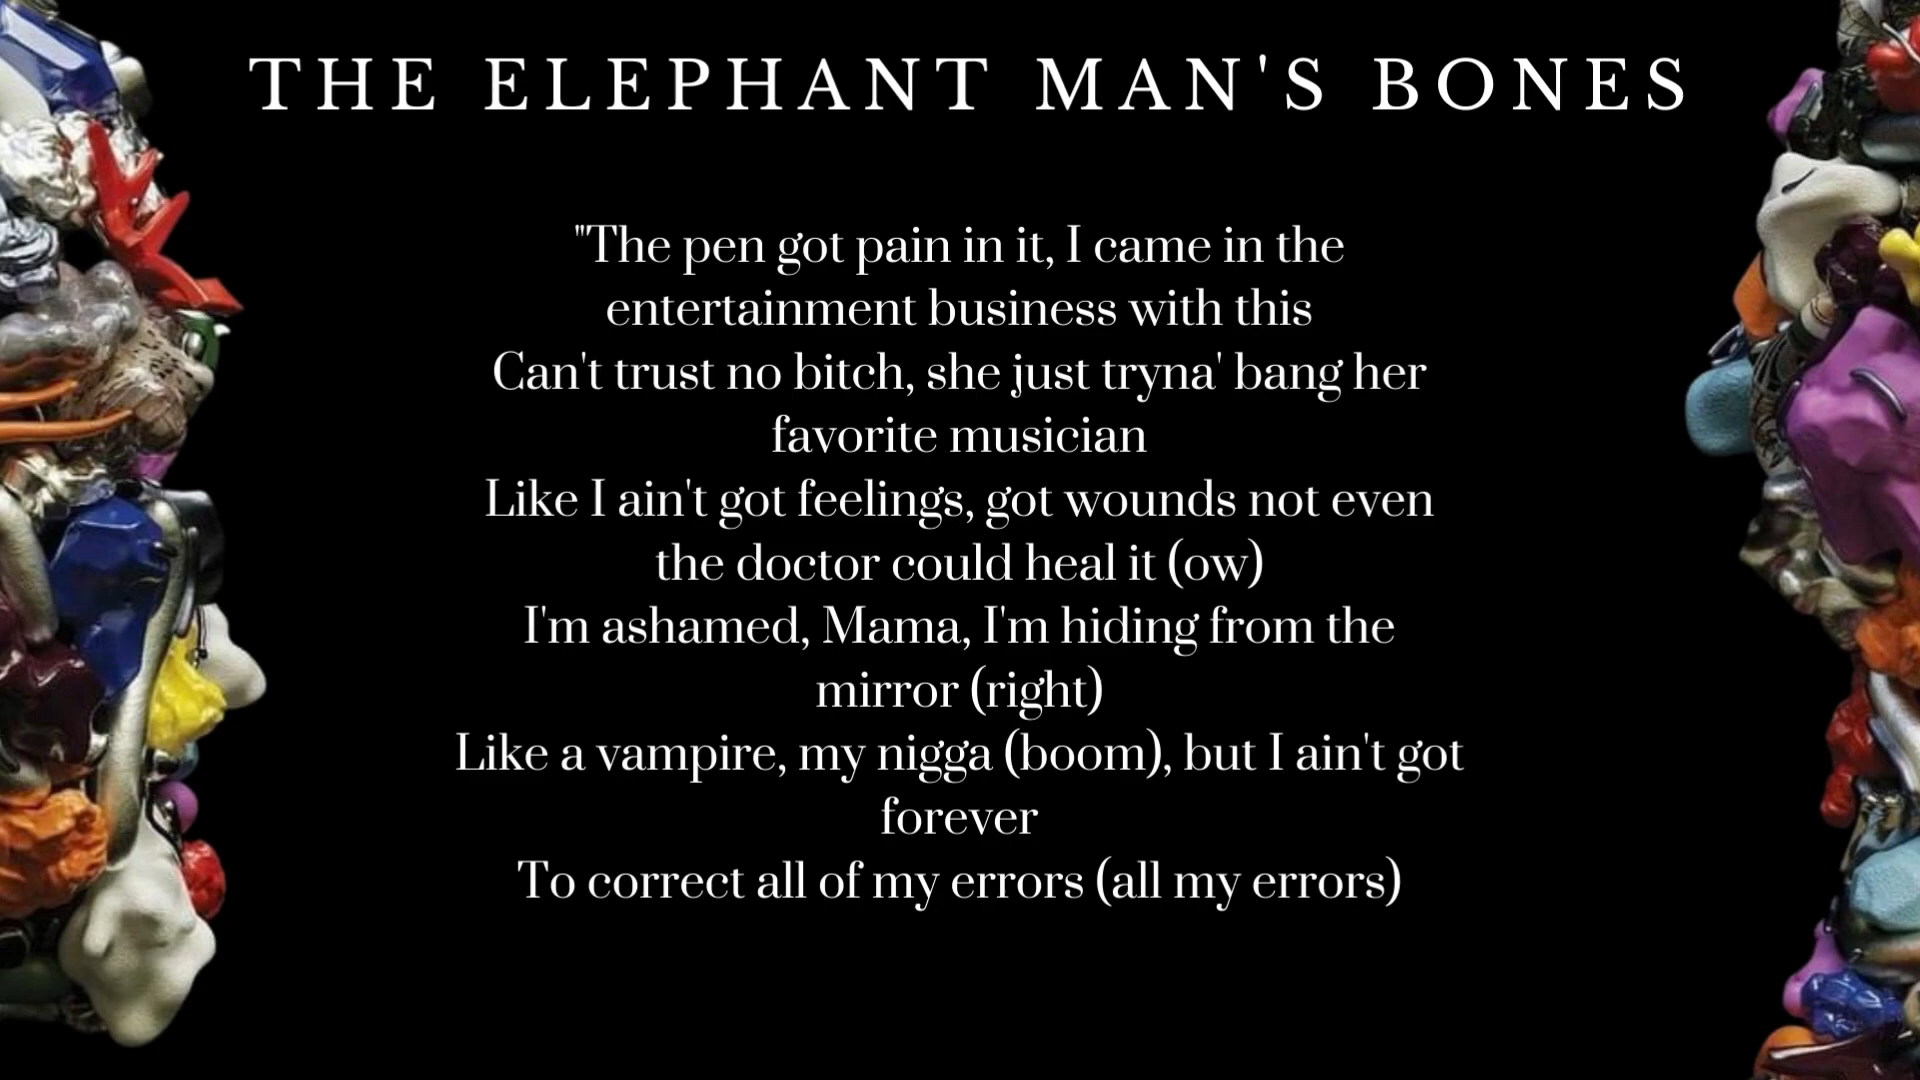 THE ELEPHANT MAN'S BONES
"The pen got pain in it, I came in the
entertainment business with this
Can't trust no bitch, she just tryna' bang her
favorite musician
Like I ain't got feelings, got wounds not even
the doctor could heal it (ow)
I'm ashamed, Mama, I'm hiding from the
mirror (right)
Like a vampire, my nigga (boom), but I ain't got
forever
To correct all of my errors (all my errors)